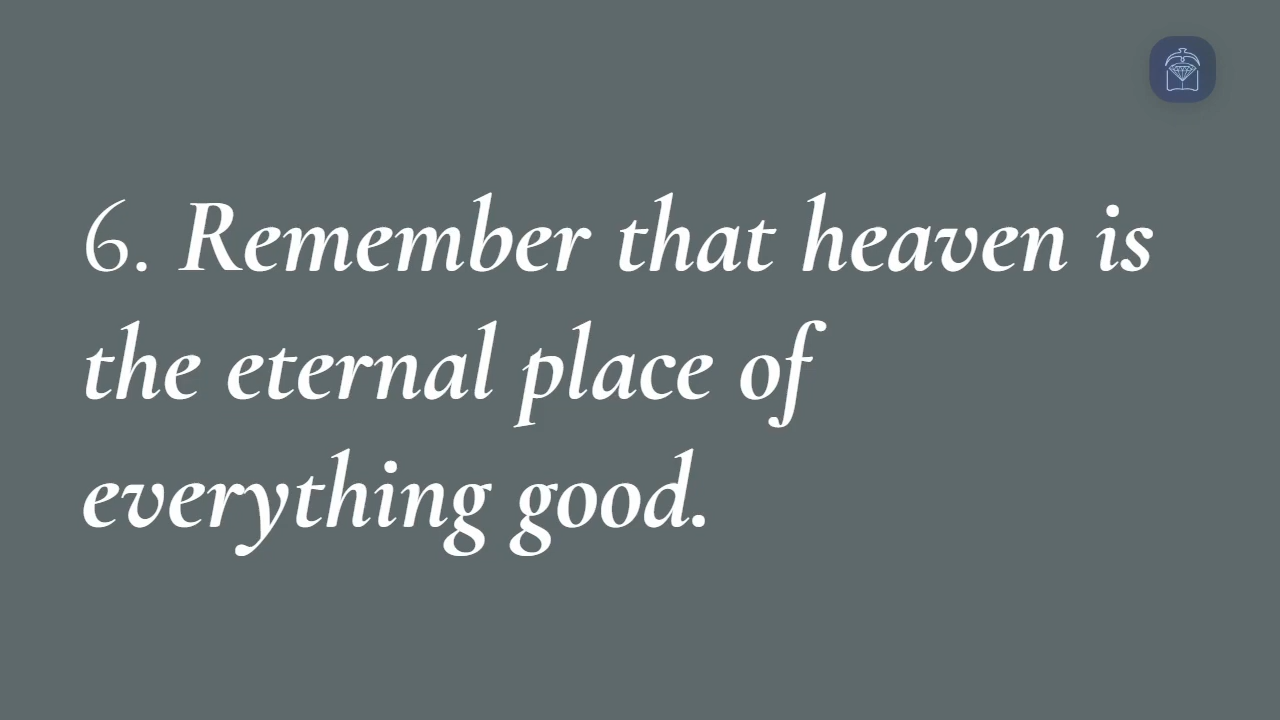 6. Remember that heaven is
the eternal place of
everything good.